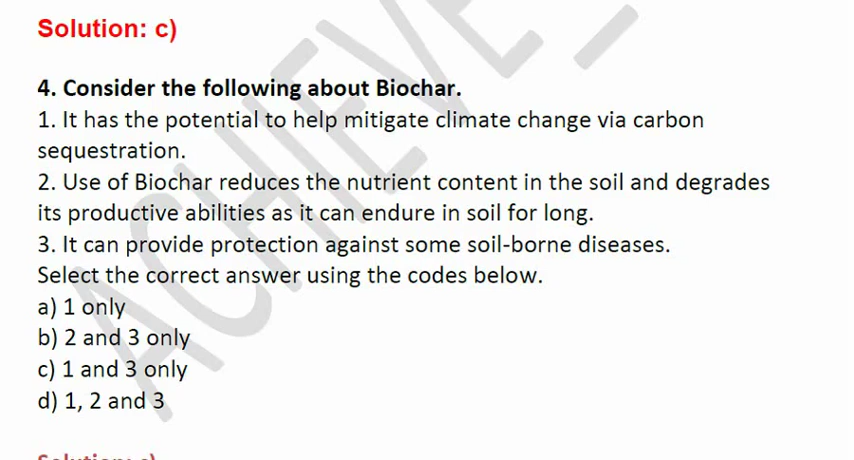 Solution: c)
4. Consider the following about Biochar.
1. It has the potential to help mitigate climate change via carbon
sequestration.
2. Use of Biochar reduces the nutrient content in the soil and degrades
its productive abilities as it can endure in soil for long.
3. It can provide protection against some soil-borne diseases.
Select the correct answer using the codes below.
a) 1 only
b) 2 and 3 only
c) 1 and 3 only
d) 1, 2 and 3